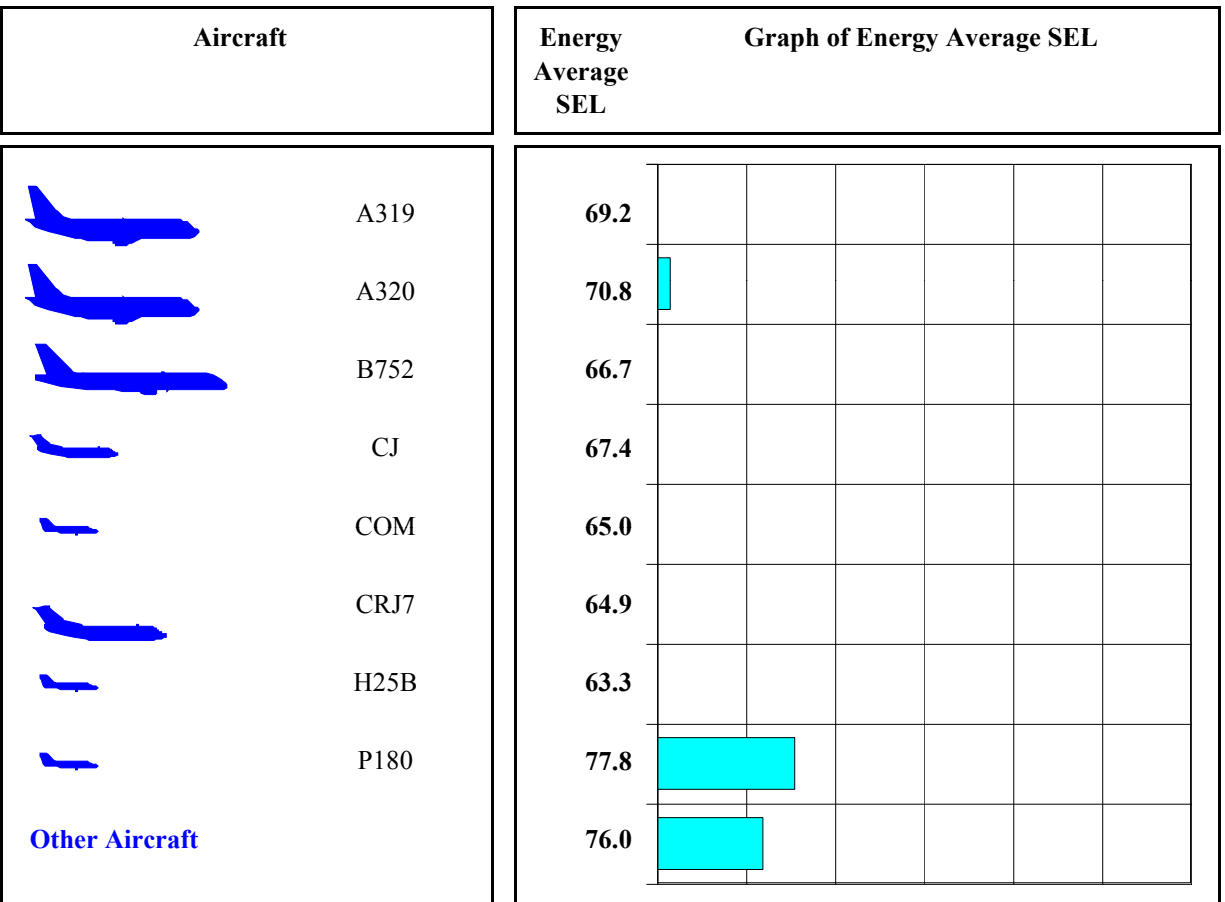 Aircraft
Energy
Average
SEL
Graph of Energy Average SEL
A319 69.2
A320 70.8
B752 66.7
CJ 67.4
COM 65.0
CRJ7 64.9
H25B 63.3
P180 77.8
Other Aircraft 76.0